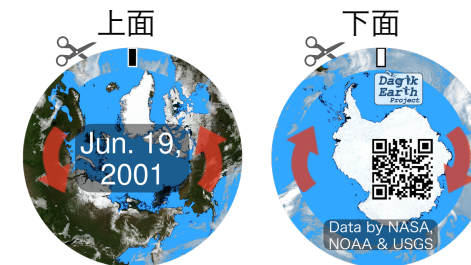 上面
下面
Jun. 19,
2001
Dagik
Earth
Project
Data by NASA,
NOAA & USGS